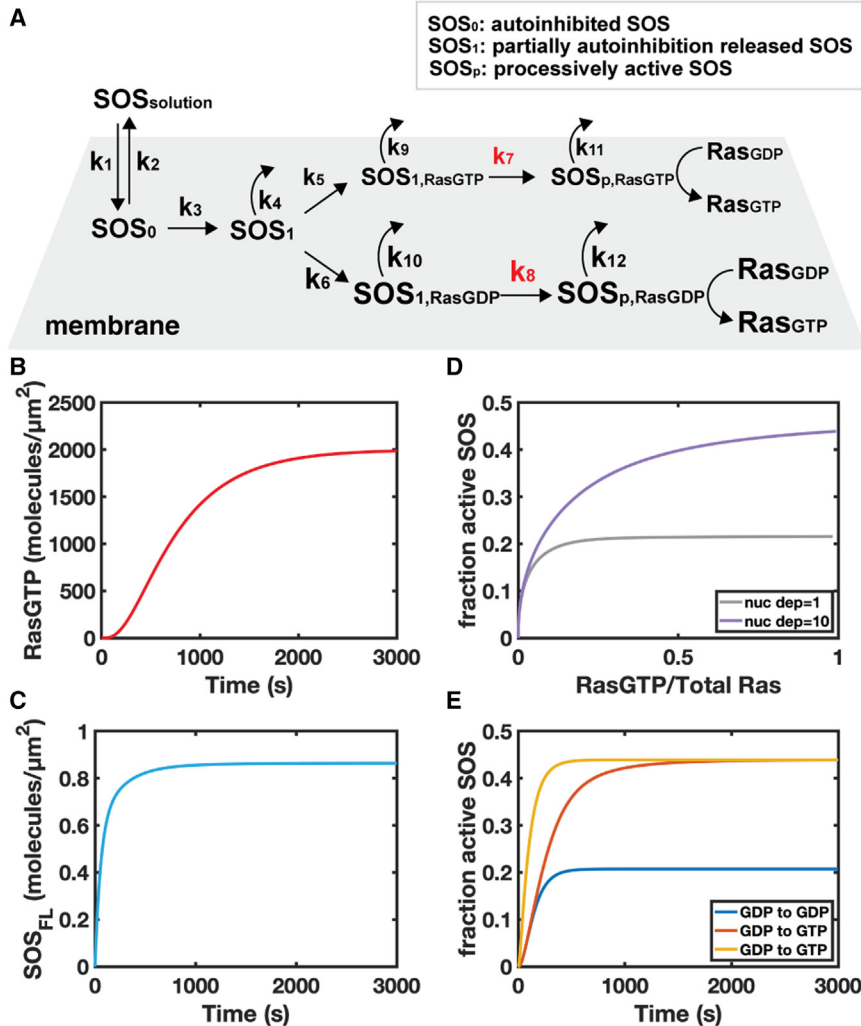 A
SOS₀: autoinhibited SOS
SOS₁: partially autoinhibition released SOS
SOSₚ: processively active SOS
SOSsolution
k₁
k₂
SOS₀
k₃
SOS₁
k₄
k₅
k₆
k₉
SOS₁,RasGTP
k₇
k₁₁
SOSp,RasGTP
RasGDP
RasGTP
k₁₀
SOS₁,RasGDP
k₈
k₁₂
SOSp,RasGDP
RasGDP
RasGTP
membrane
B
RasGTP (molecules/μm²)
2500
2000
1500
1000
500
0
0 1000 2000 3000
Time (s)
D
fraction active SOS
0.5
0.4
0.3
0.2
0.1
0
nuc dep=1
nuc dep=10
0 0.5 1
RasGTP/Total Ras
C
SOS_FL (molecules/μm²)
1
0.8
0.6
0.4
0.2
0
0 1000 2000 3000
Time (s)
E
fraction active SOS
0.5
0.4
0.3
0.2
0.1
0
GDP to GDP
GDP to GTP
GDP to GTP
0 1000 2000 3000
Time (s)